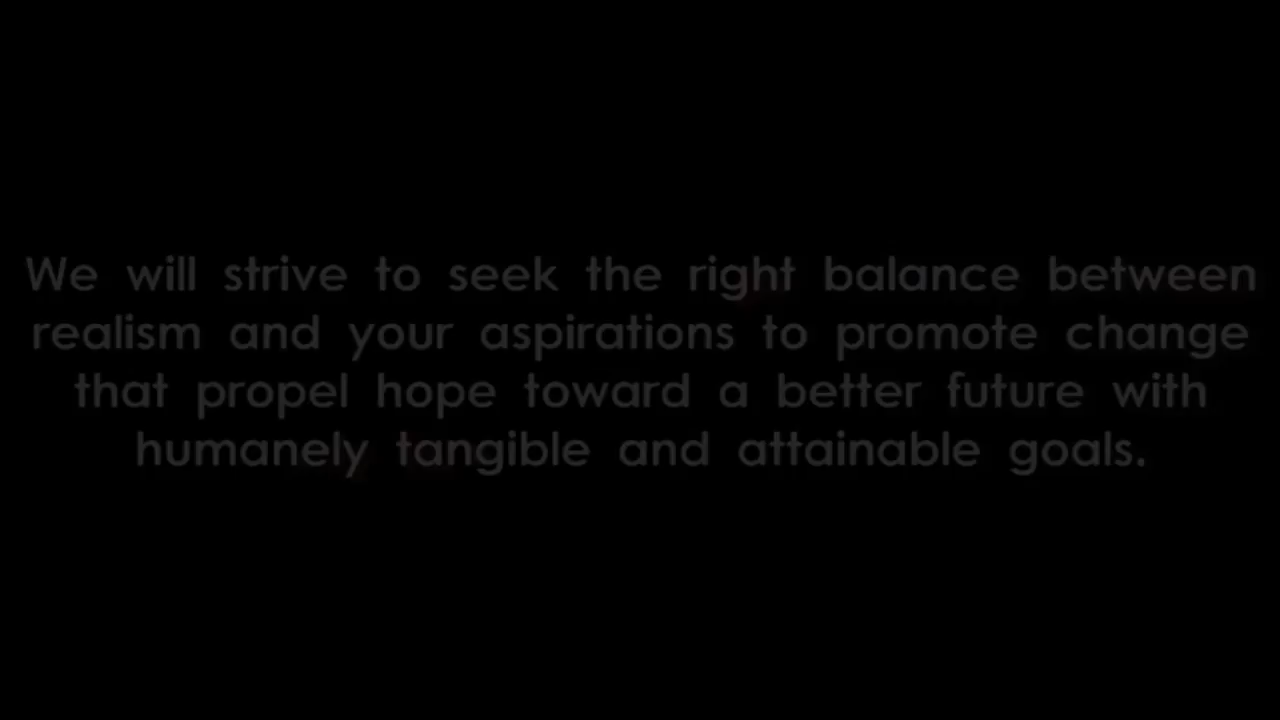 We will strive to seek the right balance between
realism and your aspirations to promote change
that propel hope toward a better future with
humanely tangible and attainable goals.